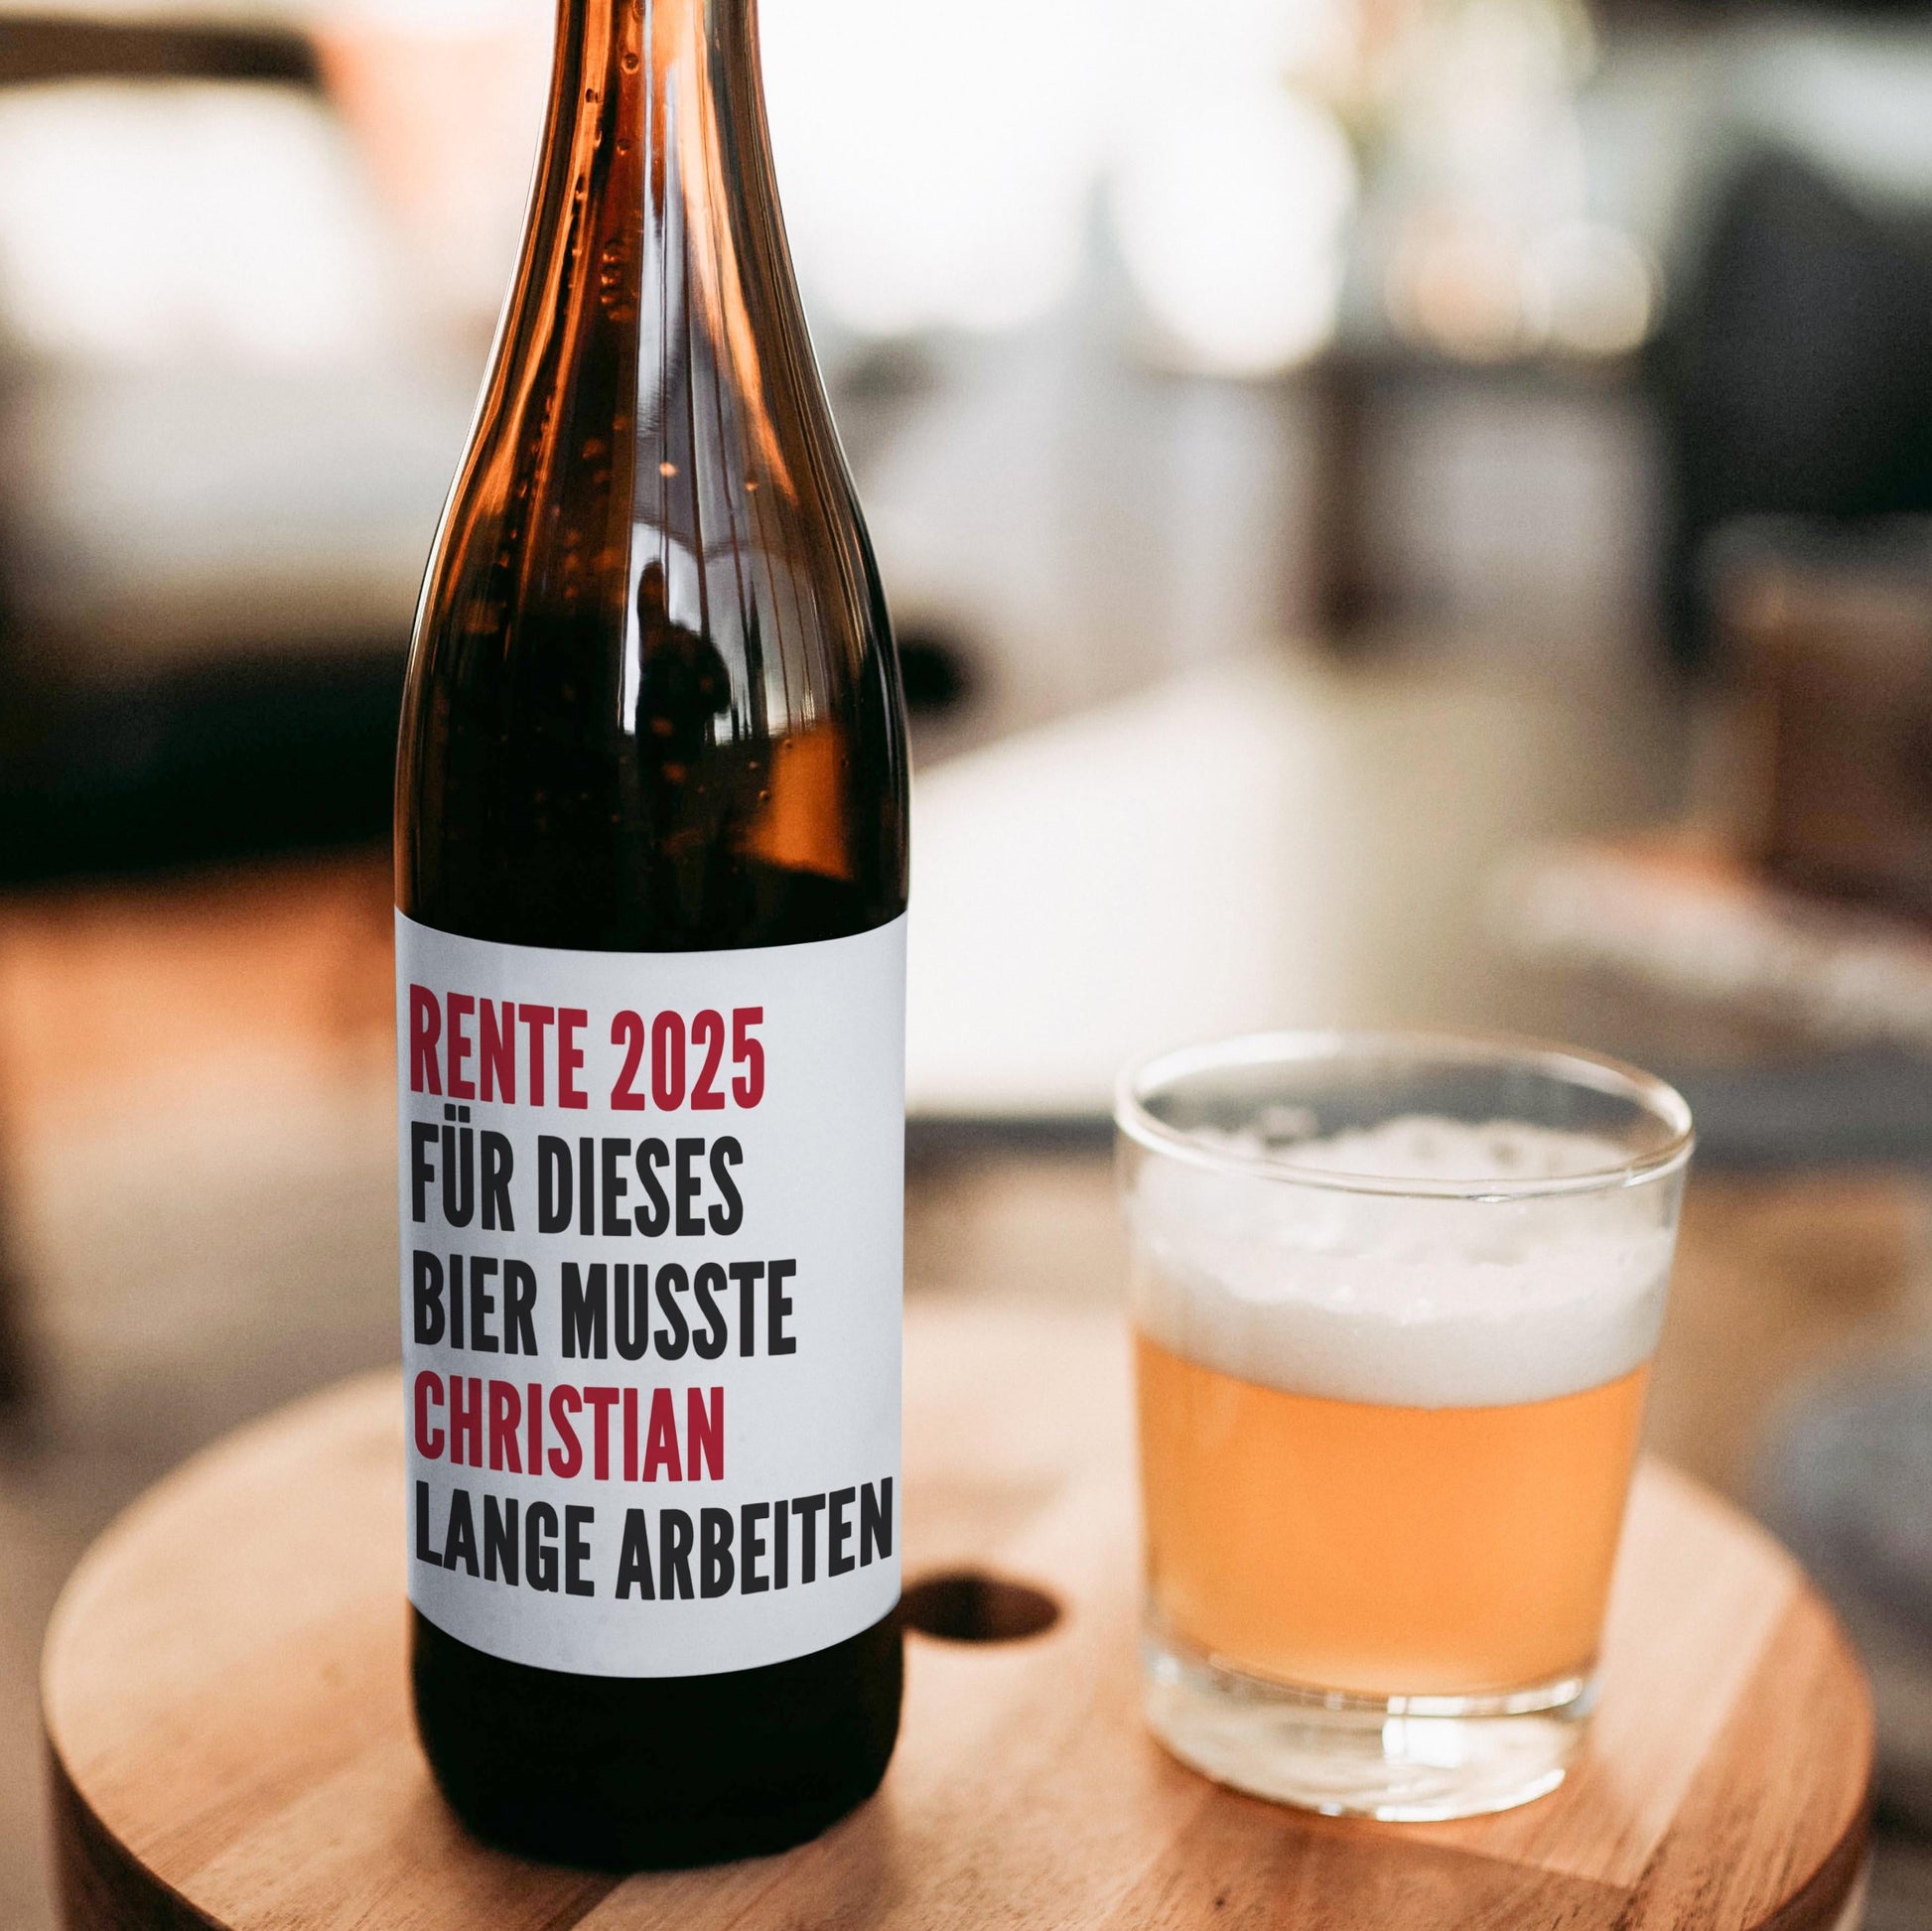 RENTE 2025
FÜR DIESES
BIER MUSSTE
CHRISTIAN
LANGE ARBEITEN